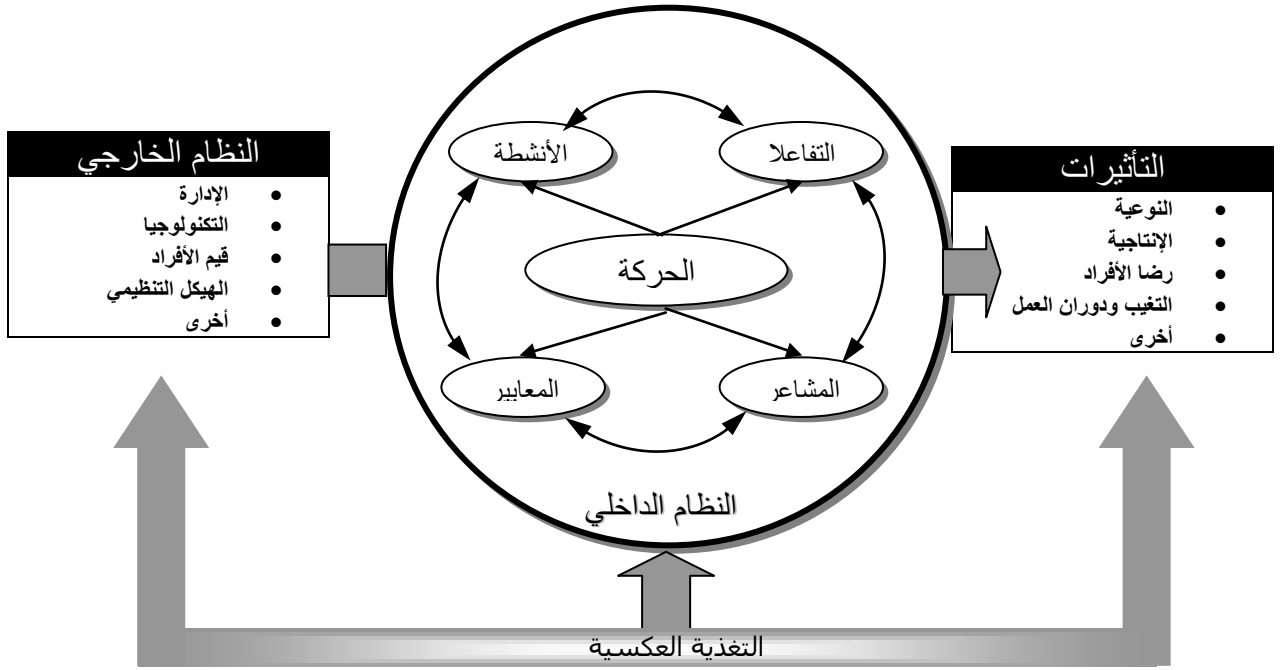 النظام الخارجي
• الإدارة
• التكنولوجيا
• قيم الأفراد
• الهيكل التنظيمي
• أخرى
الأنشطة
التفاعلا
الحركة
المعايير
المشاعر
النظام الداخلي
التأثيرات
• النوعية
• الإنتاجية
• رضا الأفراد
• التغيب ودوران العمل
• أخرى
التغذية العكسية